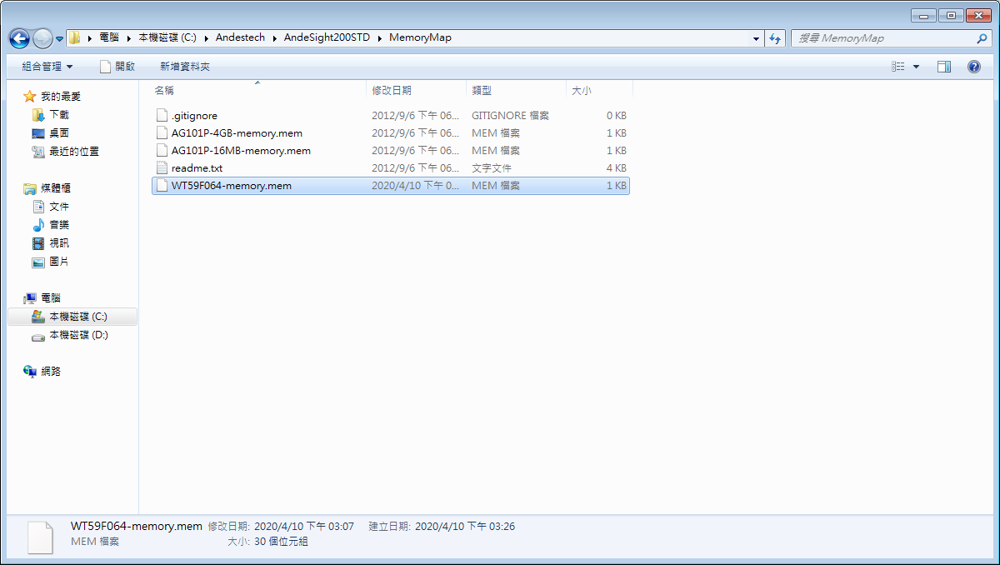 電腦 本機磁碟 (C:) Andestech AndeSight200STD MemoryMap 搜尋 MemoryMap
組合管理 開啟 新增資料夾
我的最愛
下載
桌面
最近的位置
媒體櫃
文件
音樂
視訊
圖片
電腦
本機磁碟 (C:)
本機磁碟 (D:)
網路
名稱 修改日期 類型 大小
.gitignore 2012/9/6 下午 06... GITIGNORE 檔案 0 KB
AG101P-4GB-memory.mem 2012/9/6 下午 06... MEM 檔案 1 KB
AG101P-16MB-memory.mem 2012/9/6 下午 06... MEM 檔案 1 KB
readme.txt 2012/9/6 下午 06... 文字文件 4 KB
WT59F064-memory.mem 2020/4/10 下午 0... MEM 檔案 1 KB
WT59F064-memory.mem 修改日期: 2020/4/10 下午 03:07 建立日期: 2020/4/10 下午 03:26
MEM 檔案 大小: 30 個位元組